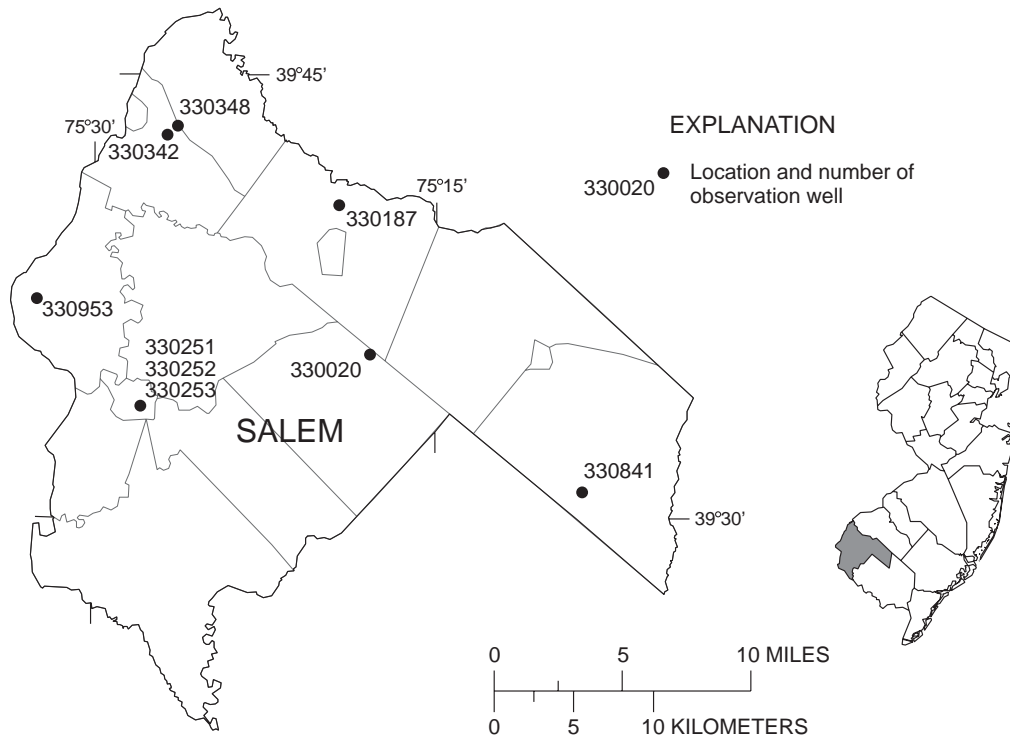 39°45'
330348
75°30'
330342
EXPLANATION
330020
Location and number of
observation well
75°15'
330187
330953
330251
330252
330253
330020
SALEM
330841
39°30'
0 5 10 MILES
0 5 10 KILOMETERS